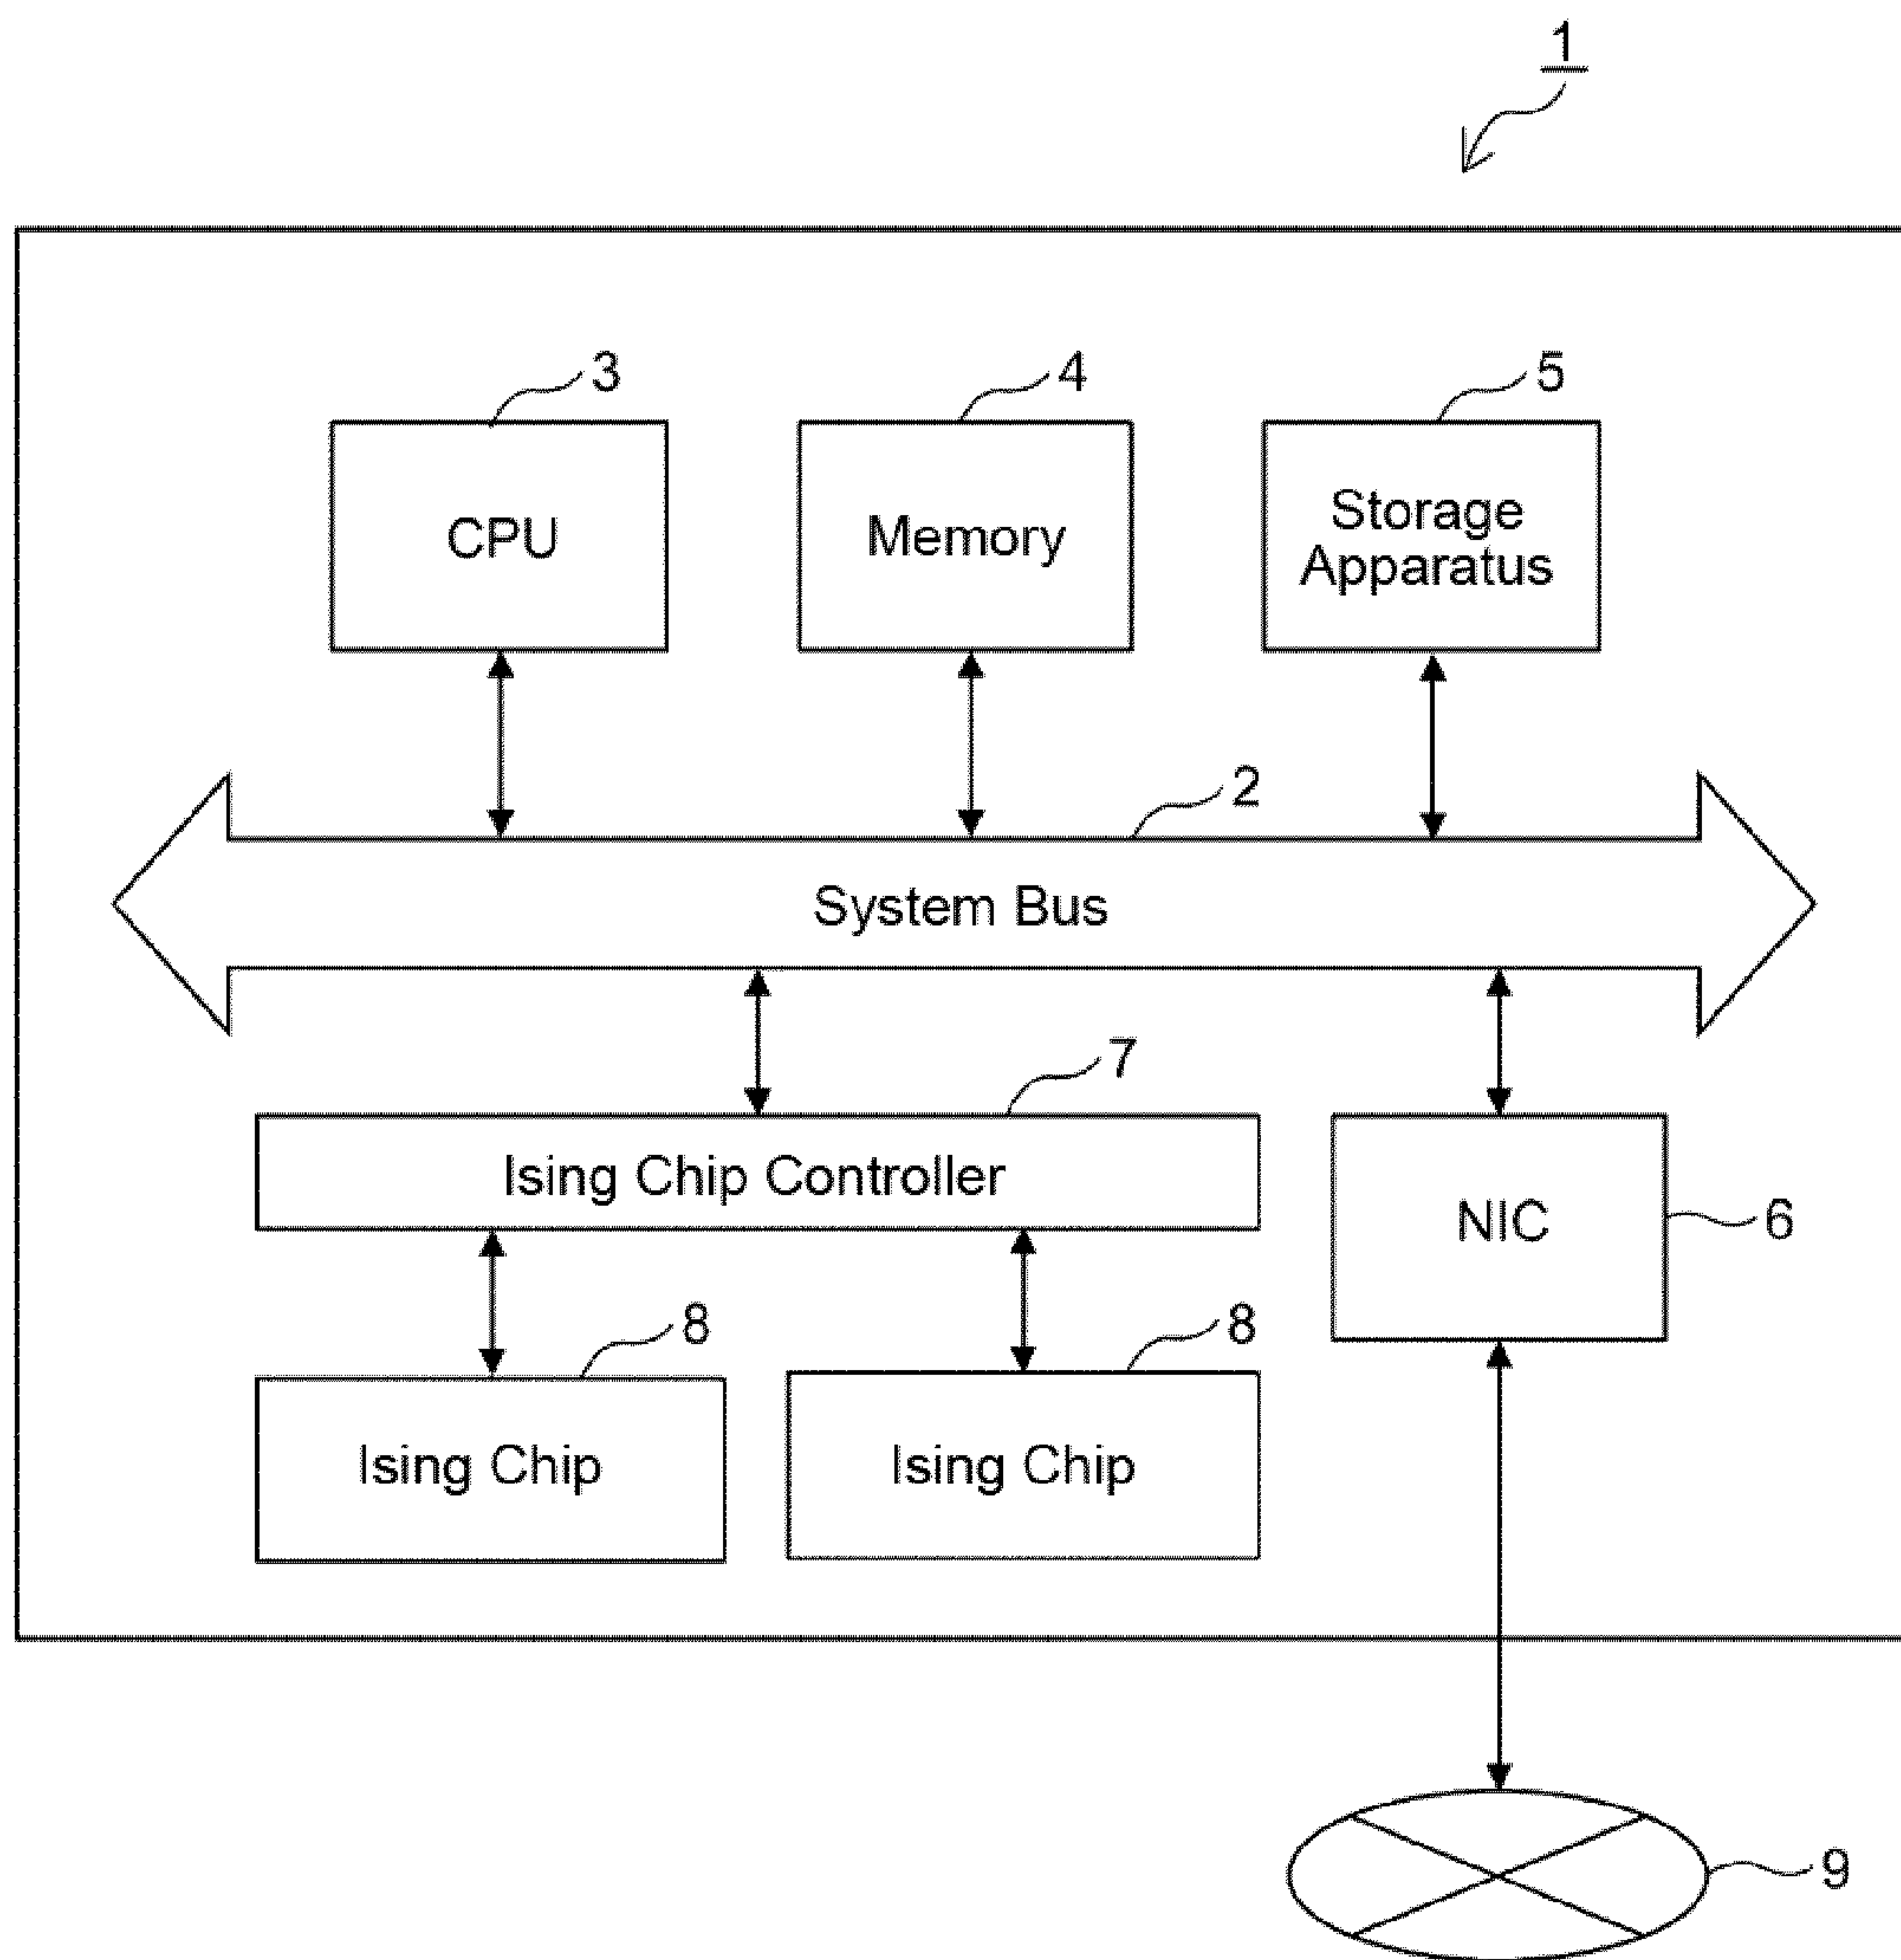 1
3
4
5
CPU
Memory
Storage
Apparatus
2
System Bus
7
Ising Chip Controller
NIC
6
8
8
Ising Chip
Ising Chip
9